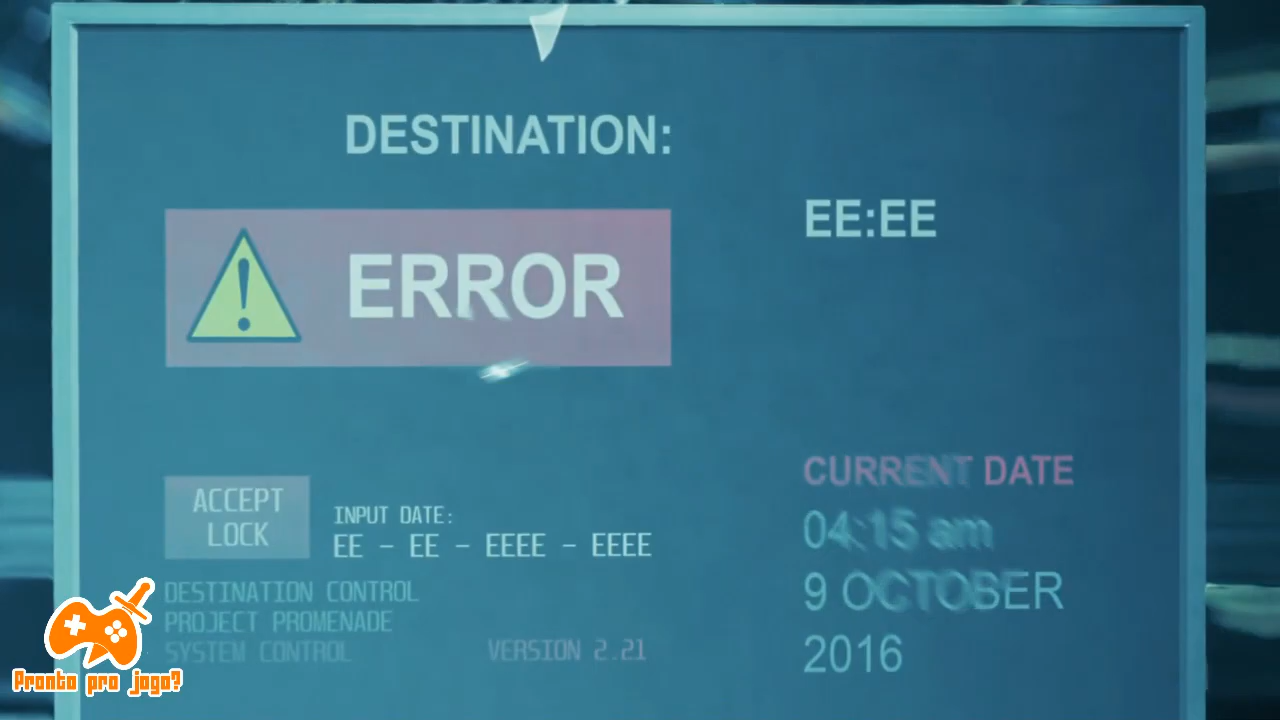 DESTINATION:
ERROR
EE:EE
ACCEPT
LOCK
INPUT DATE:
EE - EE - EEEE - EEEE
DESTINATION CONTROL
PROJECT PROMENADE
SYSTEM CONTROL
VERSION 2.21
CURRENT DATE
04:15 am
9 OCTOBER
2016
Pronto pro jogo?